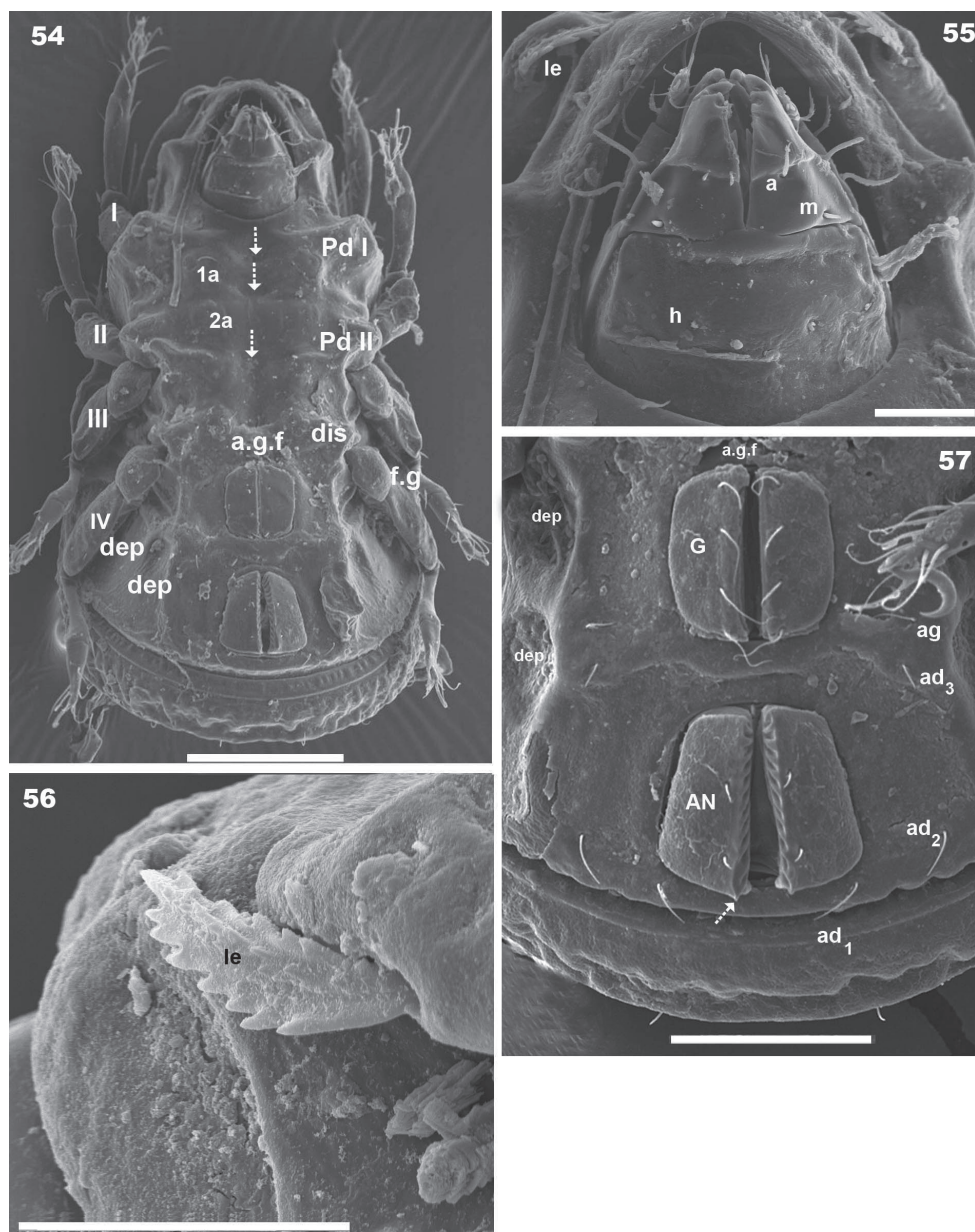 54
I
Pd I
1a
2a
II
Pd II
III
a.g.f
dis
f.g
IV
dep
dep
55
le
a
m
h
56
le
57
a.g.f
dep
G
ag
dep
ad3
AN
ad2
ad1